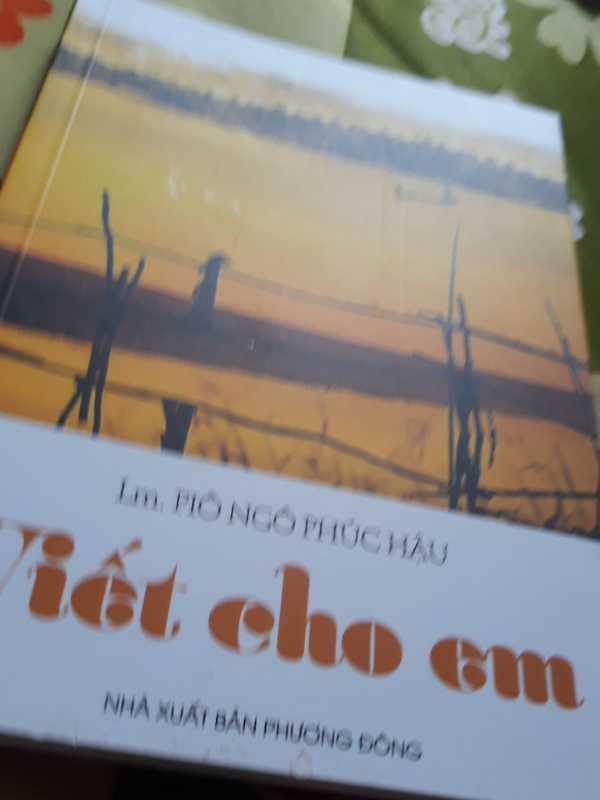 Lm. PIÔ NGÔ PHÚC HẬU
Viết cho em
NHÀ XUẤT BẢN PHƯƠNG ĐÔNG